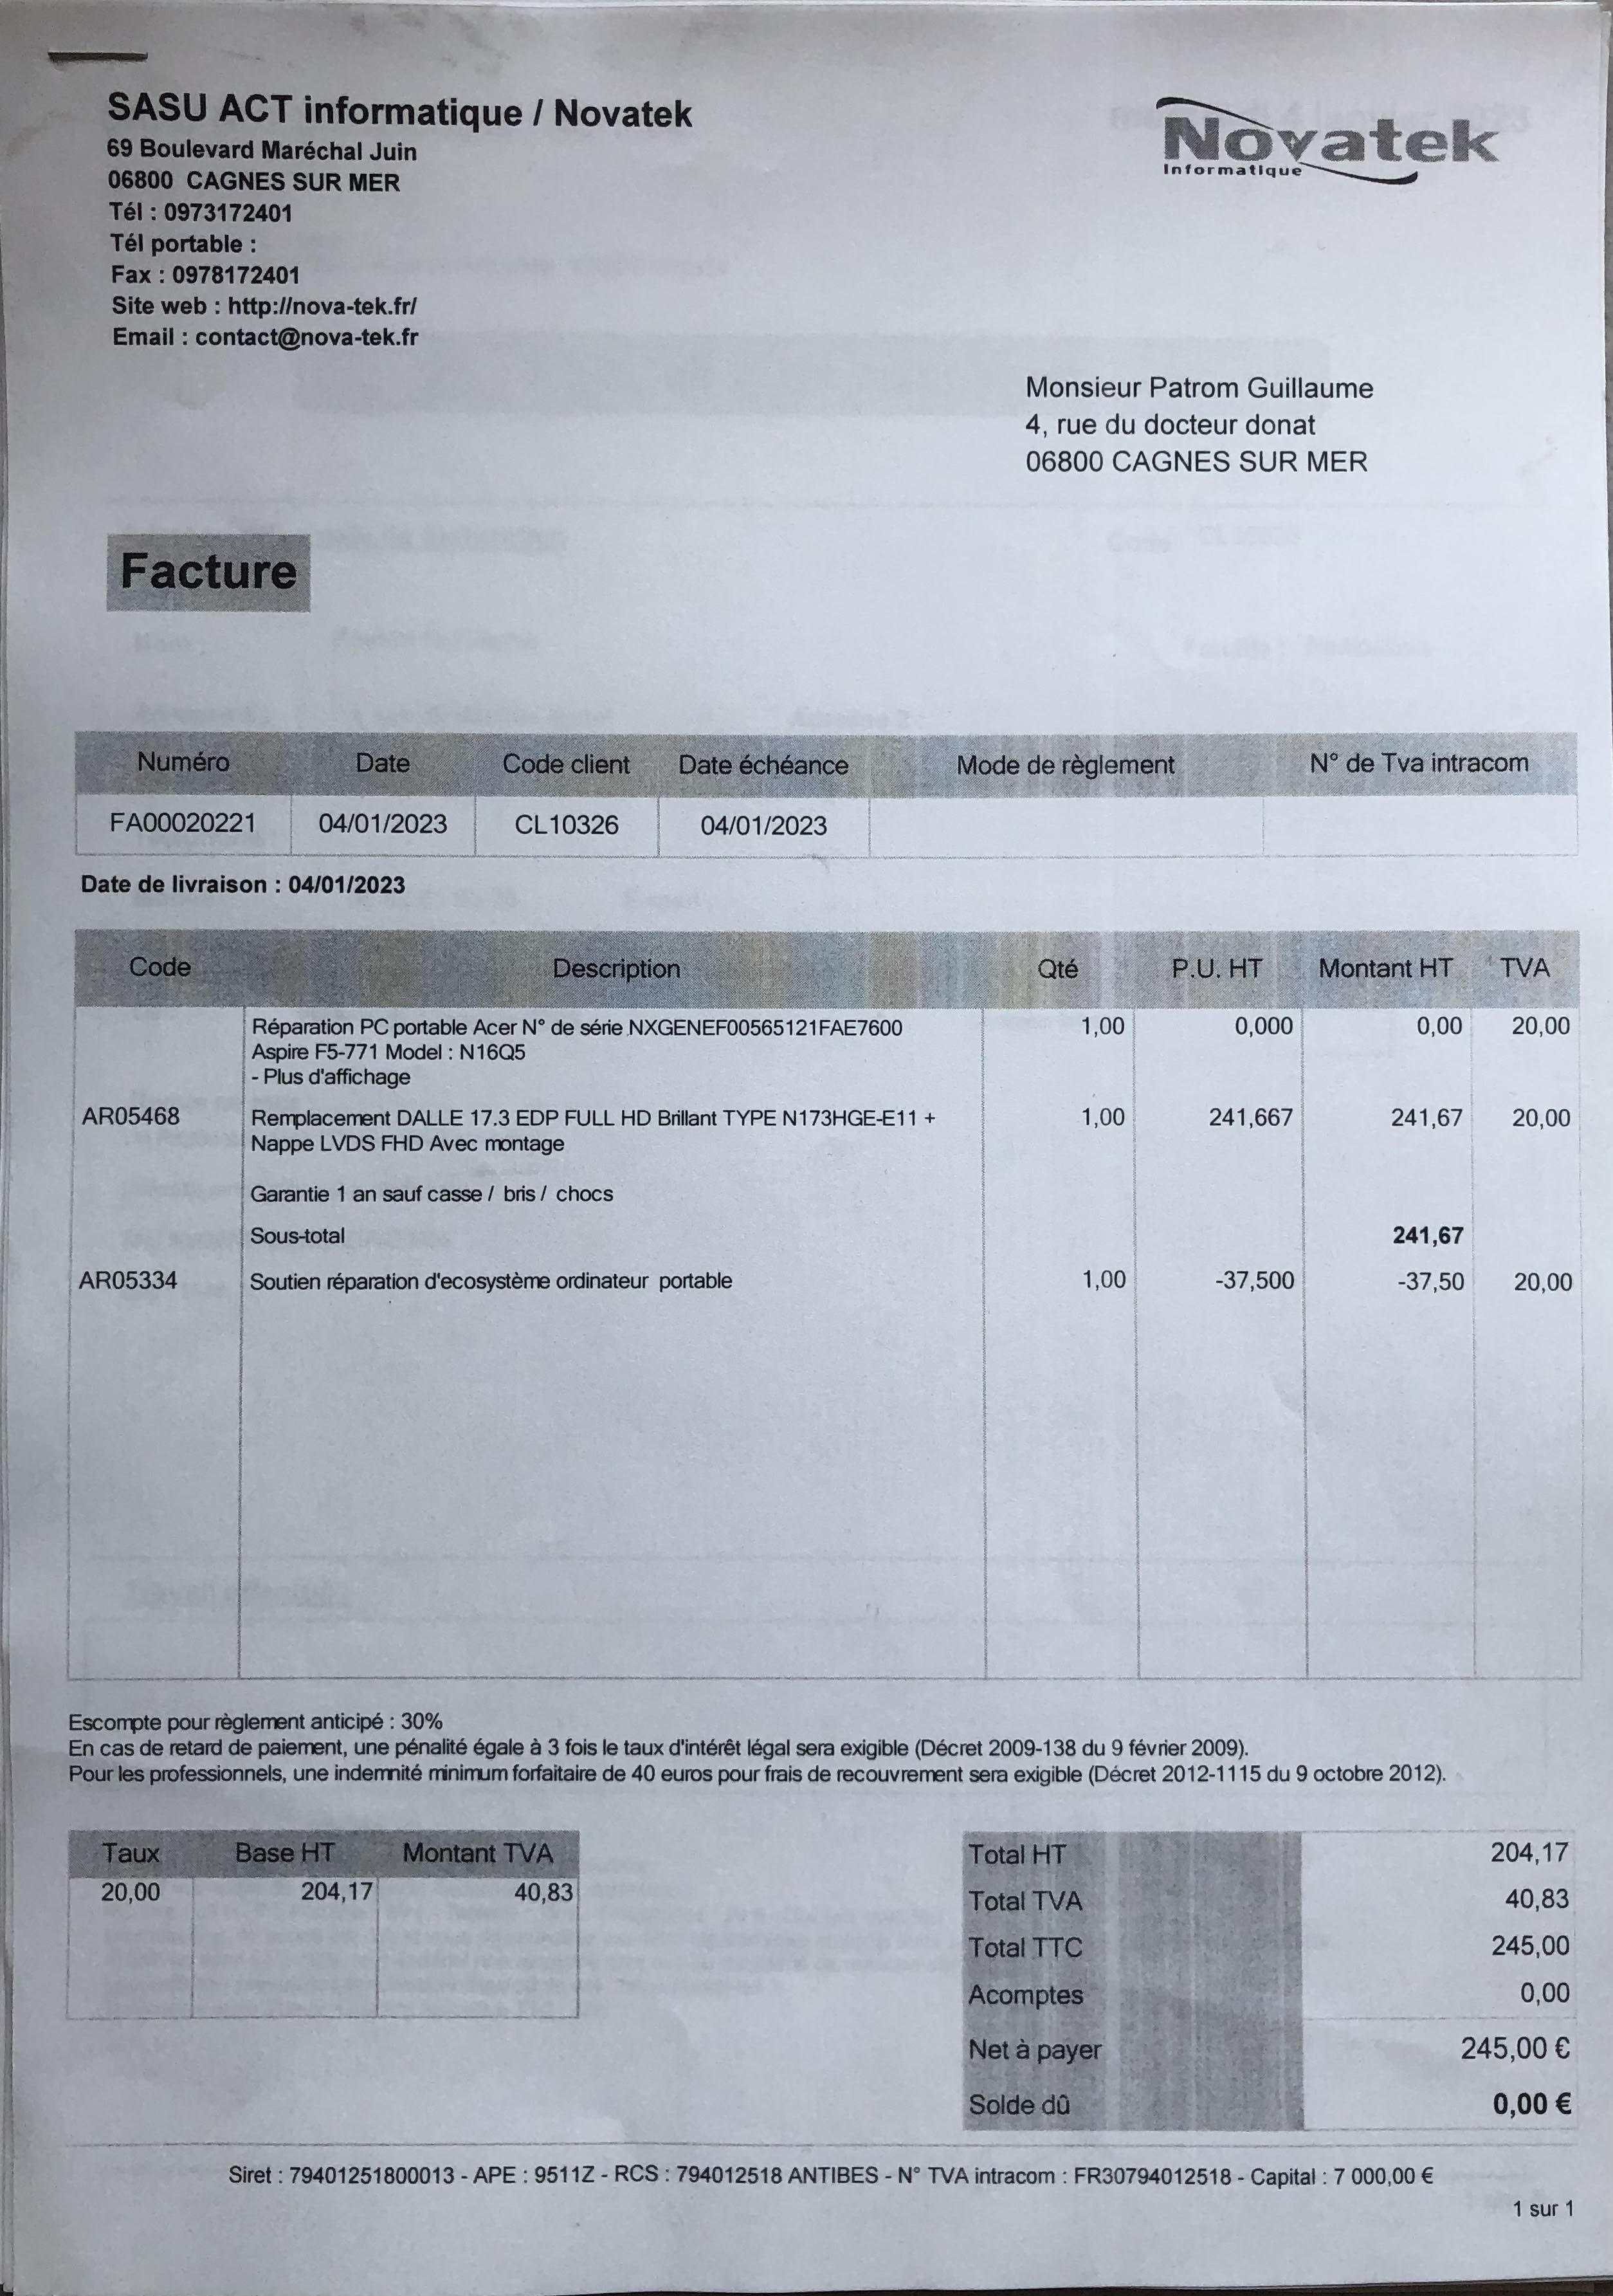 SASU ACT informatique / Novatek
69 Boulevard Maréchal Juin
06800 CAGNES SUR MER
Tél : 0973172401
Tél portable :
Fax : 0978172401
Site web : http://nova-tek.fr/
Email : contact@nova-tek.fr
Novatek
Informatique
Monsieur Patrom Guillaume
4, rue du docteur donat
06800 CAGNES SUR MER
Facture
Numéro Date Code client Date échéance Mode de règlement N° de Tva intracom
FA00020221 04/01/2023 CL10326 04/01/2023
Date de livraison : 04/01/2023
Code Description Qté P.U. HT Montant HT TVA
Réparation PC portable Acer N° de série NXGENEF00565121FAE7600 1,00 0,000 0,00 20,00
Aspire F5-771 Model : N16Q5
- Plus d'affichage
AR05468 Remplacement DALLE 17.3 EDP FULL HD Brillant TYPE N173HGE-E11 + 1,00 241,667 241,67 20,00
Nappe LVDS FHD Avec montage
Garantie 1 an sauf casse / bris / chocs
Sous-total 241,67
AR05334 Soutien réparation d'ecosystème ordinateur portable 1,00 -37,500 -37,50 20,00
Escompte pour règlement anticipé : 30%
En cas de retard de paiement, une pénalité égale à 3 fois le taux d'intérêt légal sera exigible (Décret 2009-138 du 9 février 2009).
Pour les professionnels, une indemnité minimum forfaitaire de 40 euros pour frais de recouvrement sera exigible (Décret 2012-1115 du 9 octobre 2012).
Taux Base HT Montant TVA
20,00 204,17 40,83
Total HT 204,17
Total TVA 40,83
Total TTC 245,00
Acomptes 0,00
Net à payer 245,00 €
Solde dû 0,00 €
Siret : 79401251800013 - APE : 9511Z - RCS : 794012518 ANTIBES - N° TVA intracom : FR30794012518 - Capital : 7 000,00 €
1 sur 1